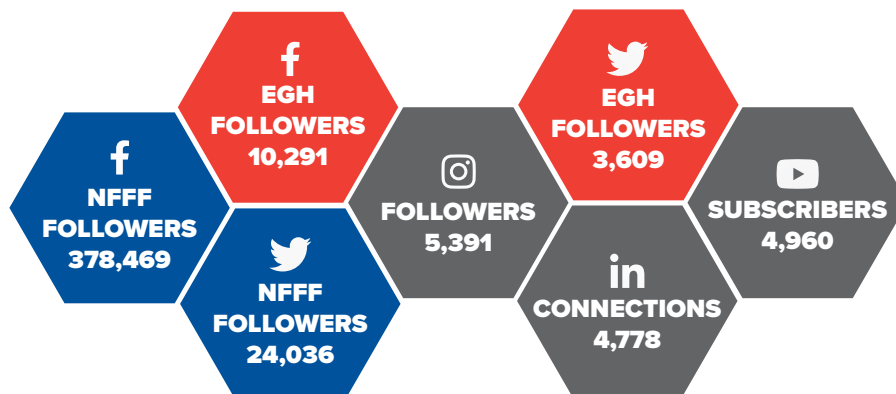 NFFF
FOLLOWERS
378,469
EGH
FOLLOWERS
10,291
NFFF
FOLLOWERS
24,036
FOLLOWERS
5,391
EGH
FOLLOWERS
3,609
in
CONNECTIONS
4,778
SUBSCRIBERS
4,960